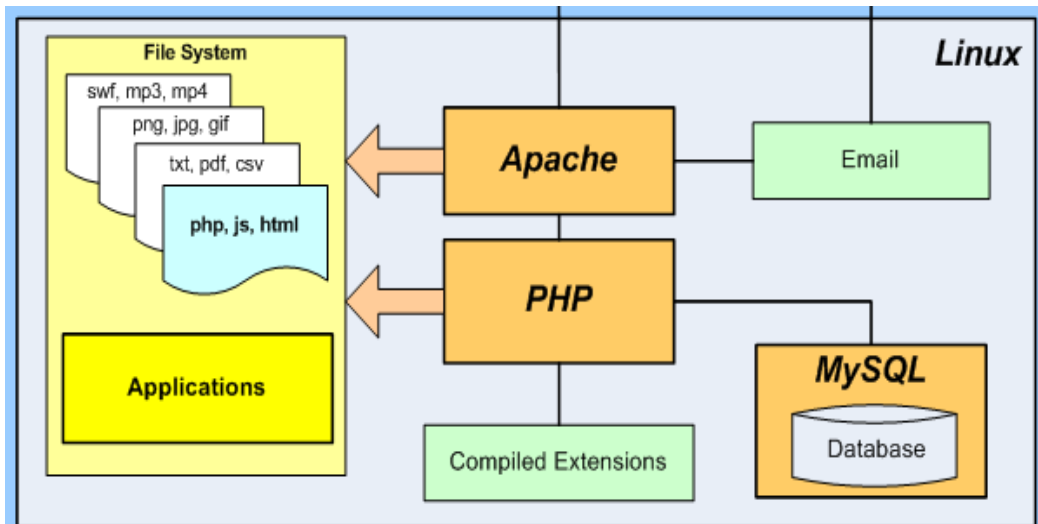 Linux
File System
swf, mp3, mp4
png, jpg, gif
txt, pdf, csv
php, js, html
Applications
Apache
Email
PHP
MySQL
Database
Compiled Extensions